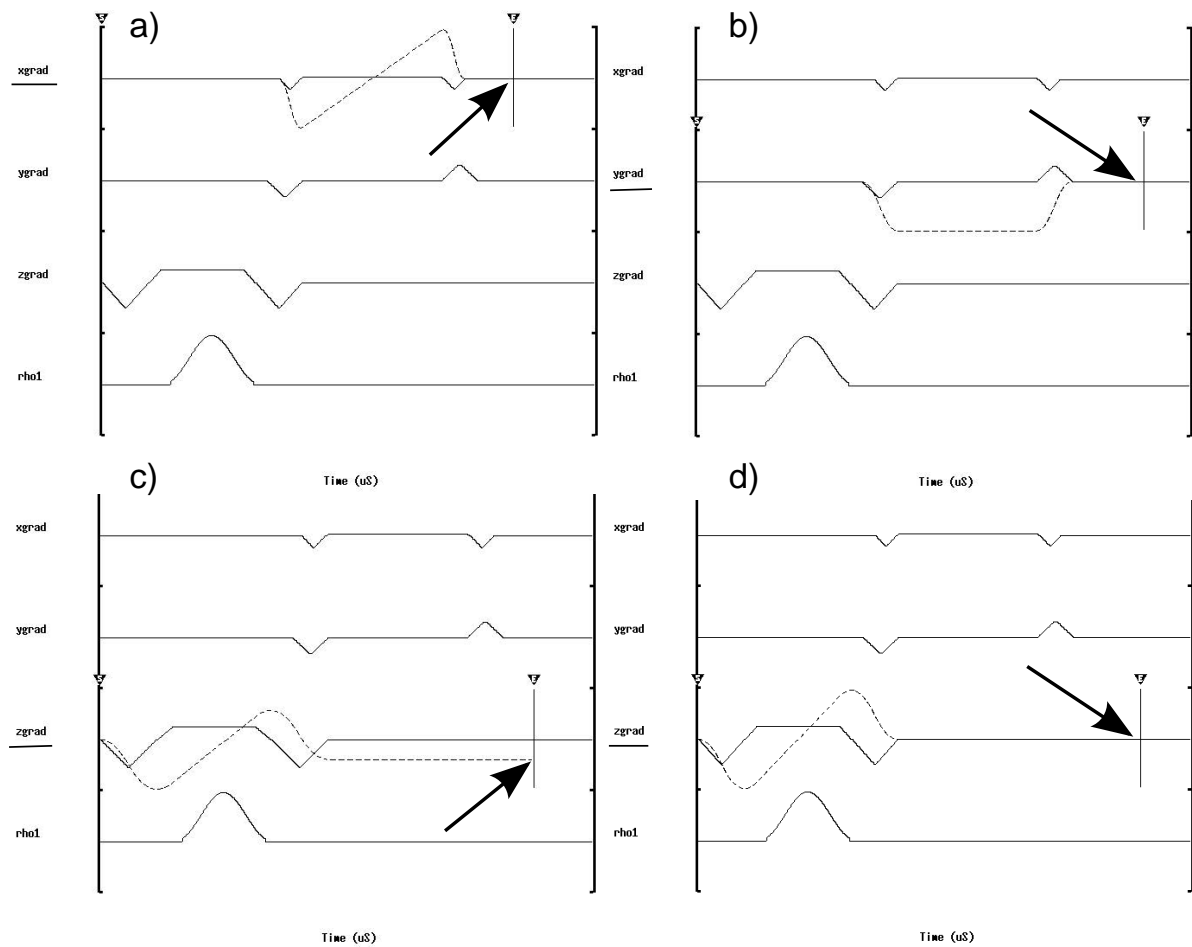 a)
S
E
xgrad
ygrad
zgrad
rho1
Time (uS)
b)
xgrad
S
E
ygrad
zgrad
rho1
Time (uS)
c)
xgrad
ygrad
S
E
zgrad
rho1
Time (uS)
d)
xgrad
ygrad
S
E
zgrad
rho1
Time (uS)